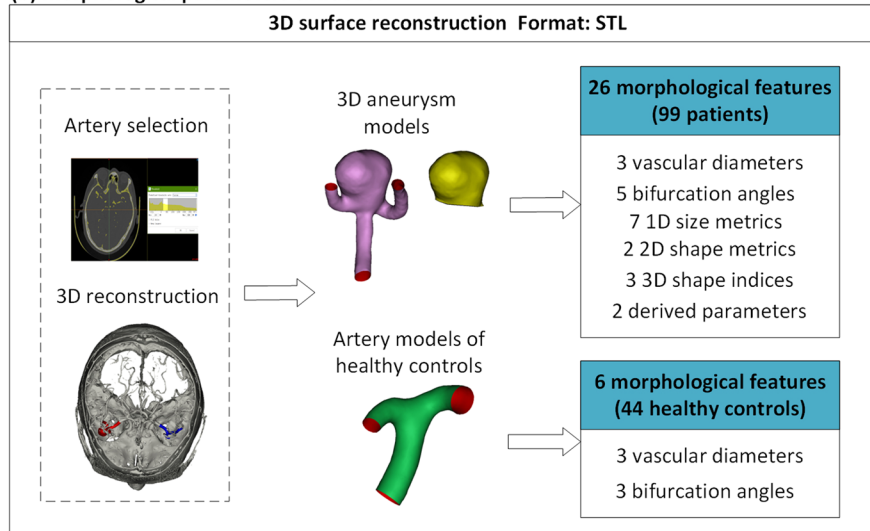 3D surface reconstruction Format: STL
Artery selection
3D reconstruction
3D aneurysm
models
Artery models of
healthy controls
26 morphological features
(99 patients)
3 vascular diameters
5 bifurcation angles
7 1D size metrics
2 2D shape metrics
3 3D shape indices
2 derived parameters
6 morphological features
(44 healthy controls)
3 vascular diameters
3 bifurcation angles